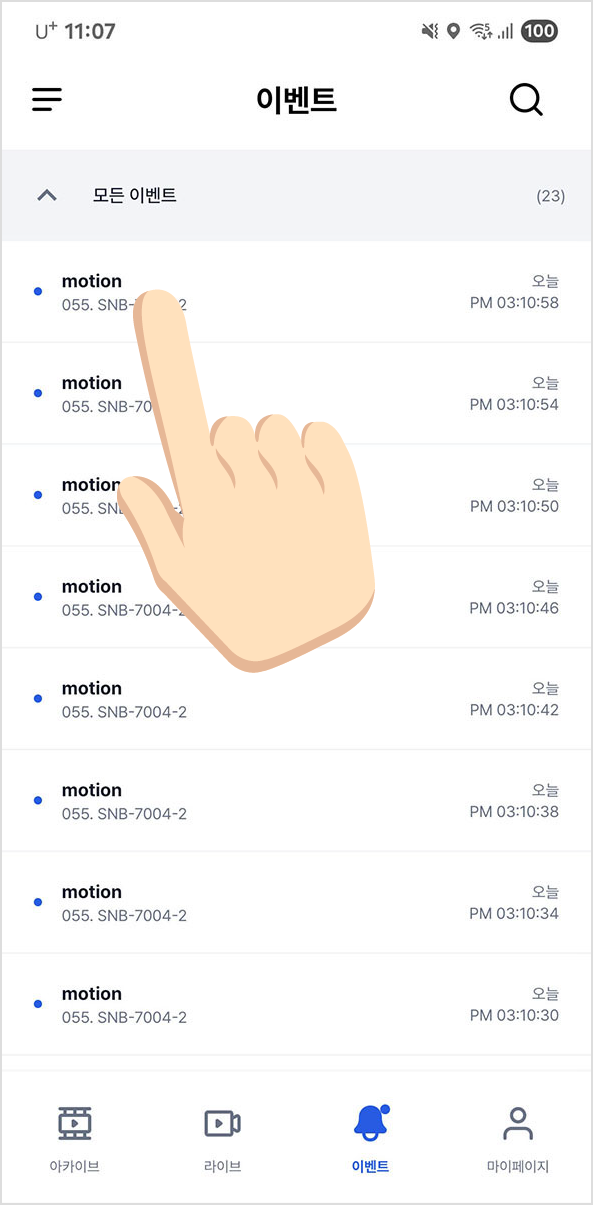 U+ 11:07
100
이벤트
모든 이벤트 (23)
motion 오늘
055. SNB- 2 PM 03:10:58
motion 오늘
055. SNB-70 PM 03:10:54
motion 오늘
055. SNB -2 PM 03:10:50
motion 오늘
055. SNB-7004-2 PM 03:10:46
motion 오늘
055. SNB-7004-2 PM 03:10:42
motion 오늘
055. SNB-7004-2 PM 03:10:38
motion 오늘
055. SNB-7004-2 PM 03:10:34
motion 오늘
055. SNB-7004-2 PM 03:10:30
아카이브 라이브 이벤트 마이페이지